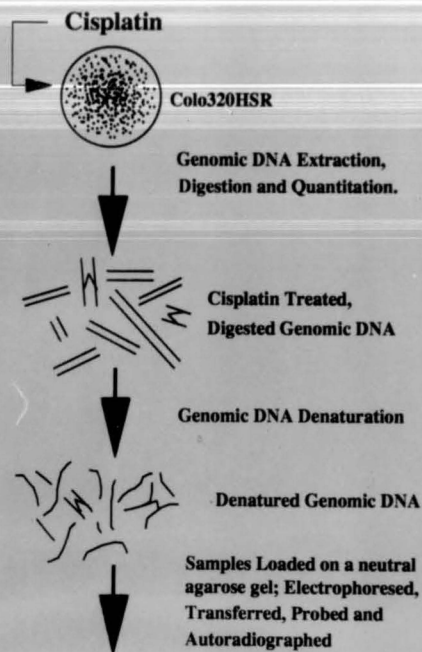 Cisplatin
Colo320HSR
Genomic DNA Extraction,
Digestion and Quantitation.
Cisplatin Treated,
Digested Genomic DNA
Genomic DNA Denaturation
Denatured Genomic DNA
Samples Loaded on a neutral
agarose gel; Electrophoresed,
Transferred, Probed and
Autoradiographed